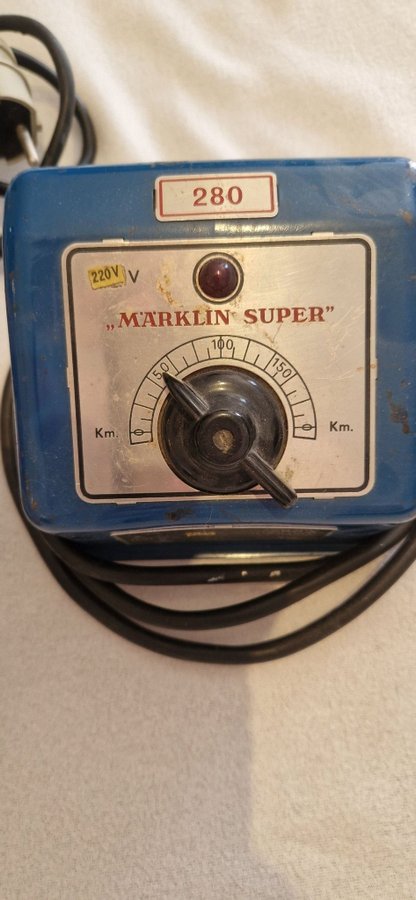 280
220V V
„MÄRKLIN SUPER”
0 50 100 150 0
Km. Km.